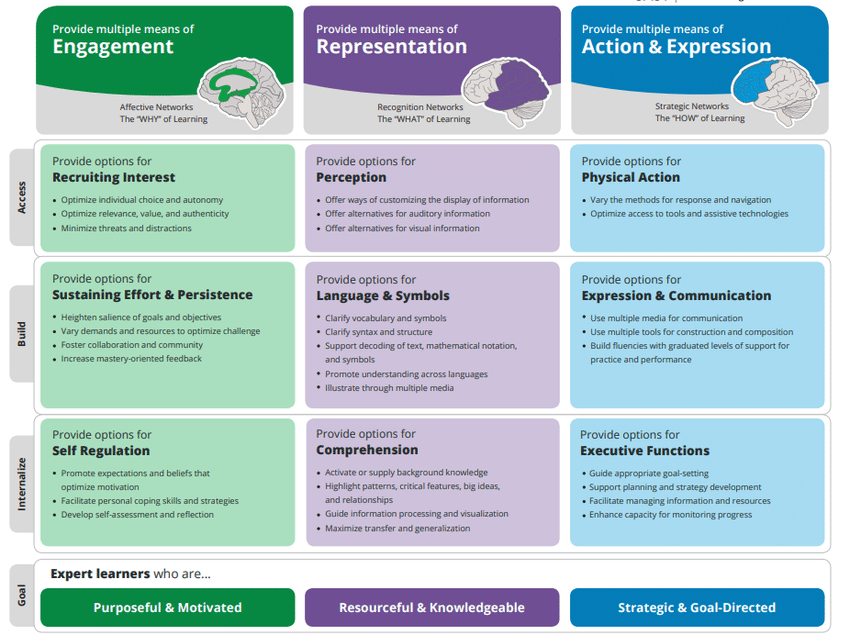 Provide multiple means of
Engagement
Affective Networks
The "WHY" of Learning
Provide multiple means of
Representation
Recognition Networks
The "WHAT" of Learning
Provide multiple means of
Action & Expression
Strategic Networks
The "HOW" of Learning
Access
Provide options for
Recruiting Interest
• Optimize individual choice and autonomy
• Optimize relevance, value, and authenticity
• Minimize threats and distractions
Provide options for
Perception
• Offer ways of customizing the display of information
• Offer alternatives for auditory information
• Offer alternatives for visual information
Provide options for
Physical Action
• Vary the methods for response and navigation
• Optimize access to tools and assistive technologies
Build
Provide options for
Sustaining Effort & Persistence
• Heighten salience of goals and objectives
• Vary demands and resources to optimize challenge
• Foster collaboration and community
• Increase mastery-oriented feedback
Provide options for
Language & Symbols
• Clarify vocabulary and symbols
• Clarify syntax and structure
• Support decoding of text, mathematical notation,
and symbols
• Promote understanding across languages
• Illustrate through multiple media
Provide options for
Expression & Communication
• Use multiple media for communication
• Use multiple tools for construction and composition
• Build fluencies with graduated levels of support for
practice and performance
Internalize
Provide options for
Self Regulation
• Promote expectations and beliefs that
optimize motivation
• Facilitate personal coping skills and strategies
• Develop self-assessment and reflection
Provide options for
Comprehension
• Activate or supply background knowledge
• Highlight patterns, critical features, big ideas,
and relationships
• Guide information processing and visualization
• Maximize transfer and generalization
Provide options for
Executive Functions
• Guide appropriate goal-setting
• Support planning and strategy development
• Facilitate managing information and resources
• Enhance capacity for monitoring progress
Goal
Expert learners who are...
Purposeful & Motivated
Resourceful & Knowledgeable
Strategic & Goal-Directed